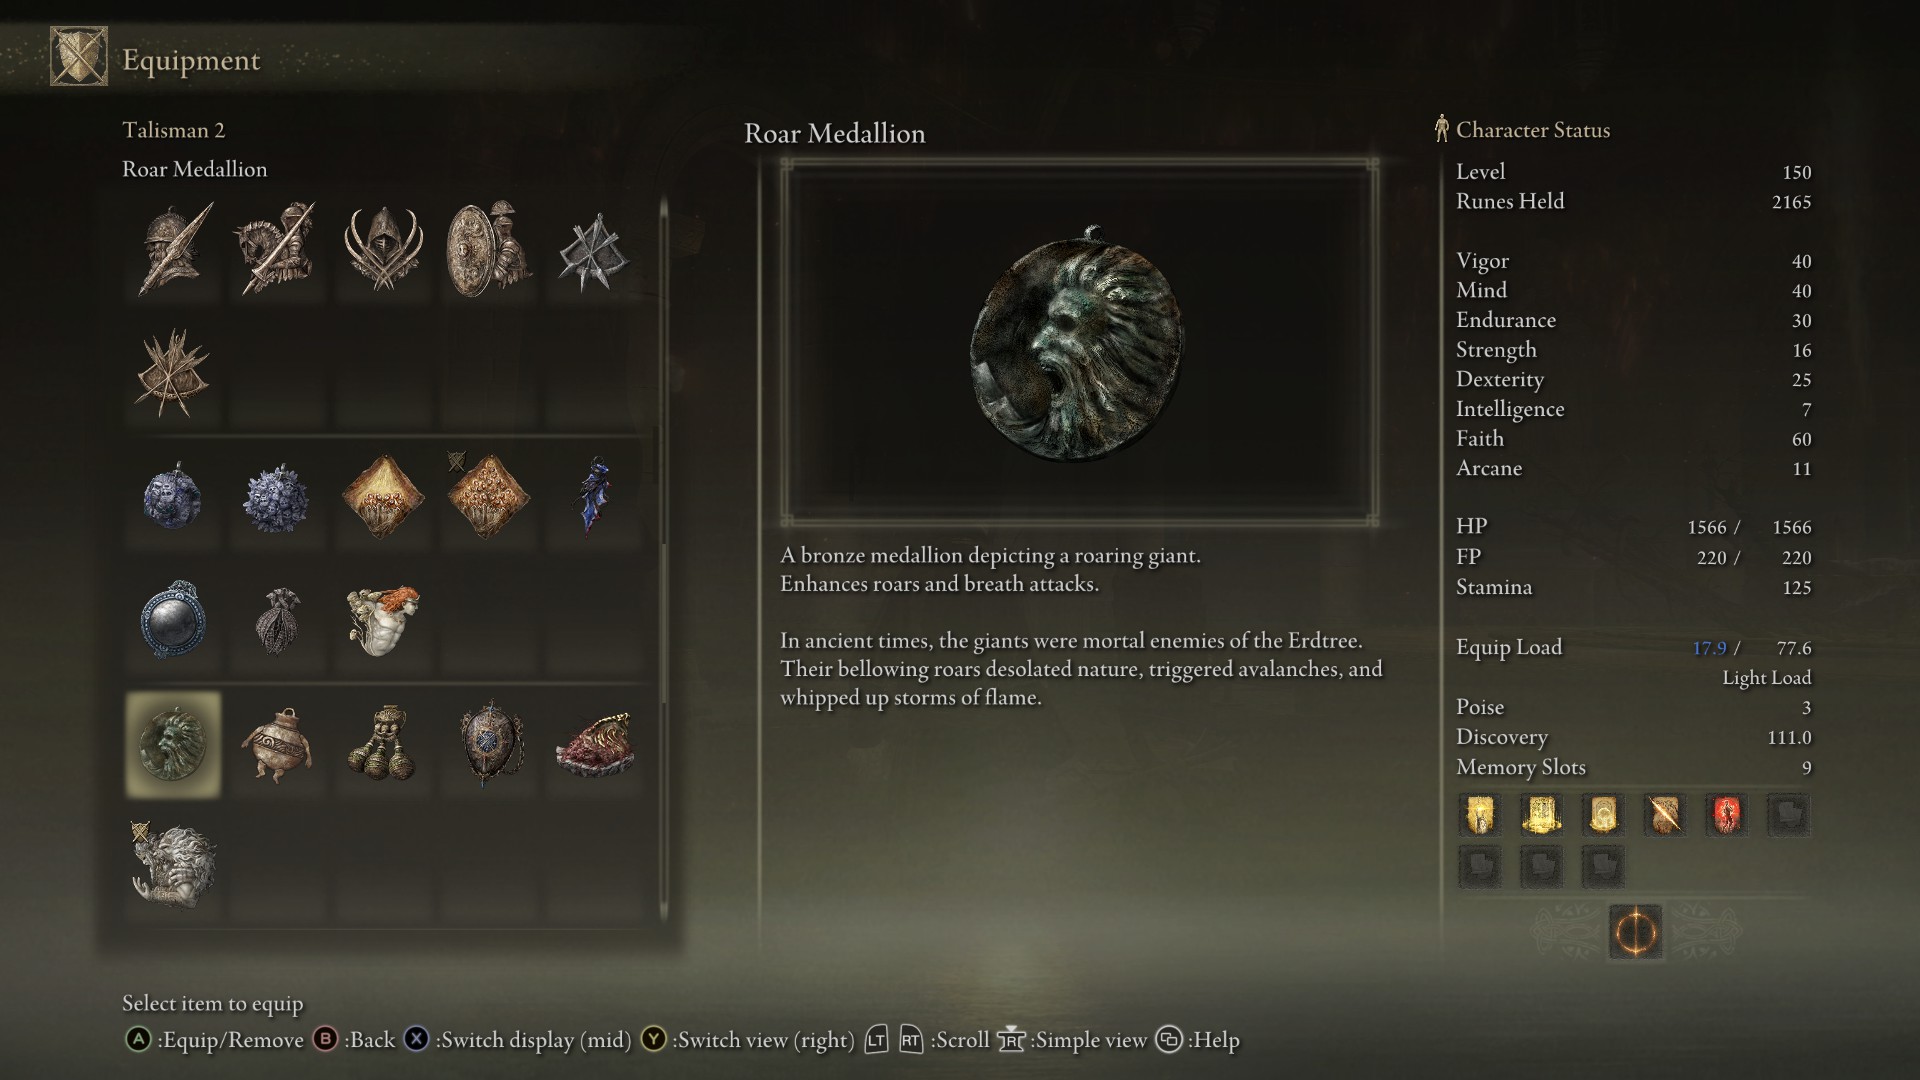 Equipment
Talisman 2
Roar Medallion
Roar Medallion
A bronze medallion depicting a roaring giant.
Enhances roars and breath attacks.
In ancient times, the giants were mortal enemies of the Erdtree.
Their bellowing roars desolated nature, triggered avalanches, and
whipped up storms of flame.
Character Status
Level 150
Runes Held 2165
Vigor 40
Mind 40
Endurance 30
Strength 16
Dexterity 25
Intelligence 7
Faith 60
Arcane 11
HP 1566 / 1566
FP 220 / 220
Stamina 125
Equip Load 17.9 / 77.6
Light Load
Poise 3
Discovery 111.0
Memory Slots 9
Select item to equip
A :Equip/Remove B :Back X :Switch display (mid) Y :Switch view (right) LT RT :Scroll R :Simple view :Help